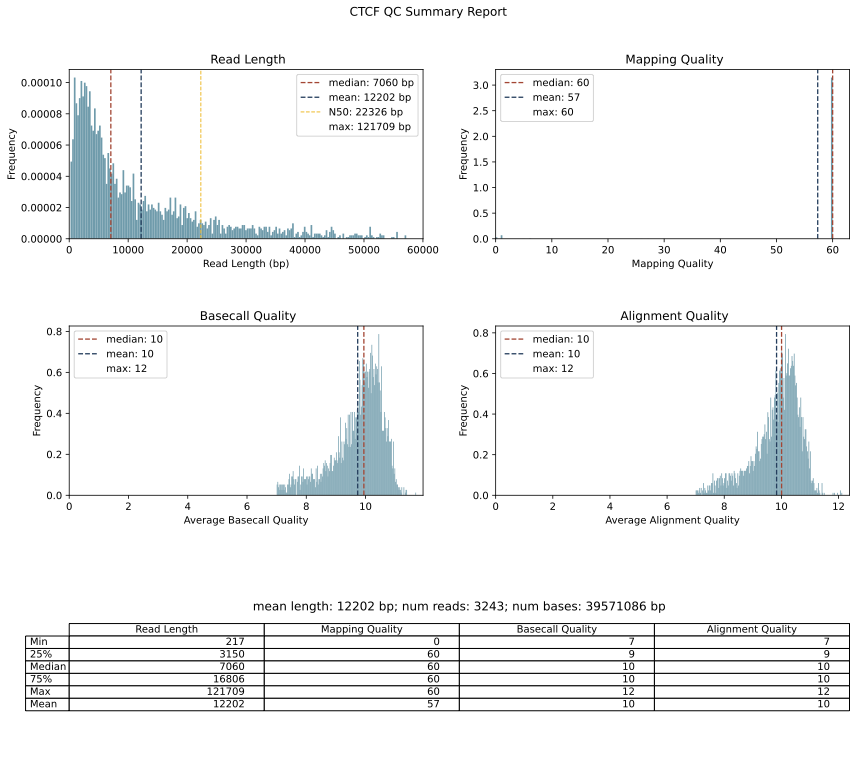 CTCF QC Summary Report
Read Length
median: 7060 bp
mean: 12202 bp
N50: 22326 bp
max: 121709 bp
Frequency
0.00010
0.00008
0.00006
0.00004
0.00002
0.00000
0 10000 20000 30000 40000 50000 60000
Read Length (bp)
Mapping Quality
median: 60
mean: 57
max: 60
Frequency
3.0
2.5
2.0
1.5
1.0
0.5
0.0
0 10 20 30 40 50 60
Mapping Quality
Basecall Quality
median: 10
mean: 10
max: 12
Frequency
0.8
0.6
0.4
0.2
0.0
0 2 4 6 8 10
Average Basecall Quality
Alignment Quality
median: 10
mean: 10
max: 12
Frequency
0.8
0.6
0.4
0.2
0.0
0 2 4 6 8 10 12
Average Alignment Quality
mean length: 12202 bp; num reads: 3243; num bases: 39571086 bp
Read Length Mapping Quality Basecall Quality Alignment Quality
Min 217 0 7 7
25% 3150 60 9 9
Median 7060 60 10 10
75% 16806 60 10 10
Max 121709 60 12 12
Mean 12202 57 10 10